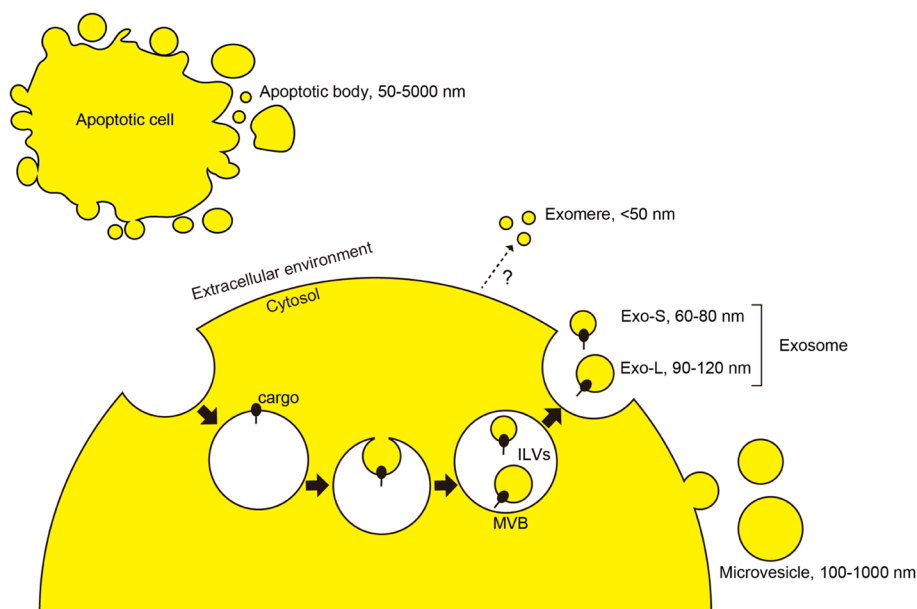 Apoptotic cell
Apoptotic body, 50-5000 nm
Exomere, <50 nm
?
Extracellular environment
Cytosol
Exo-S, 60-80 nm
Exosome
Exo-L, 90-120 nm
cargo
ILVs
MVB
Microvesicle, 100-1000 nm